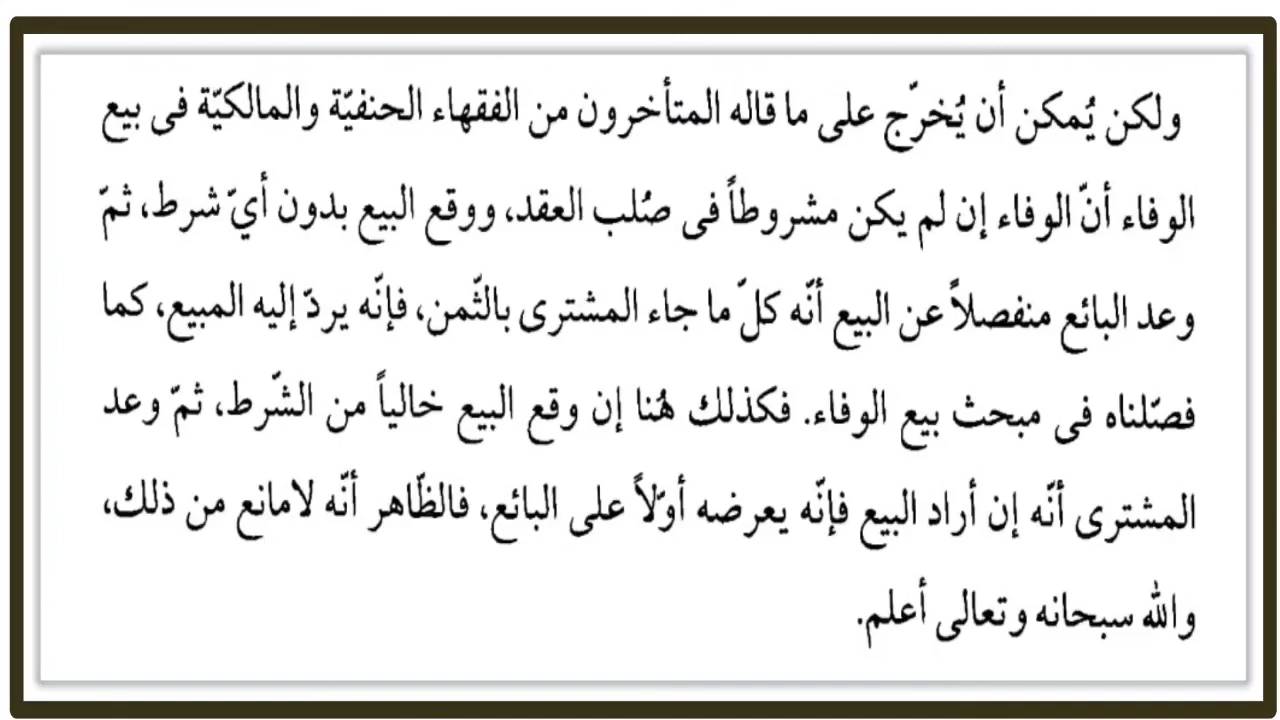 ولكن يُمكن أن يُخرّج على ما قاله المتأخرون من الفقهاء الحنفيّة والمالكيّة فى بيع
الوفاء أنّ الوفاء إن لم يكن مشروطاً فى صُلب العقد، ووقع البيع بدون أيّ شرط، ثمّ
وعد البائع منفصلاً عن البيع أنّه كلّ ما جاء المشترى بالثّمن، فإنّه يردّ إليه المبيع، كما
فصّلناه فى مبحث بيع الوفاء. فكذلك هُنا إن وقع البيع خالياً من الشّرط، ثمّ وعد
المشترى أنّه إن أراد البيع فإنّه يعرضه أوّلاً على البائع، فالظّاهر أنّه لامانع من ذلك،
والله سبحانه وتعالى أعلم.